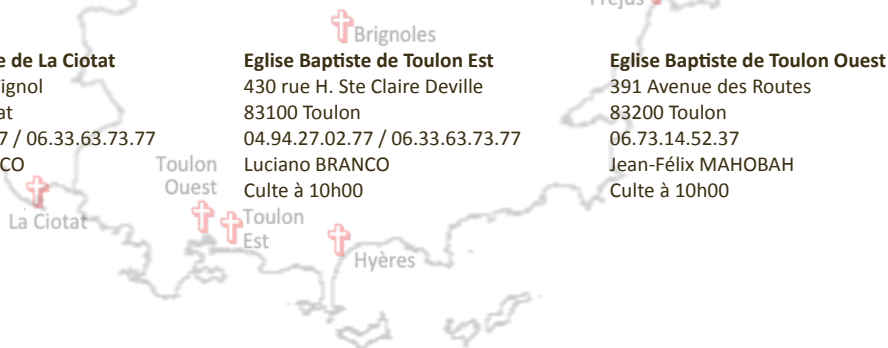 Brignoles
e de La Ciotat
ignol
at
7 / 06.33.63.73.77
CO
Eglise Baptiste de Toulon Est
430 rue H. Ste Claire Deville
83100 Toulon
04.94.27.02.77 / 06.33.63.73.77
Luciano BRANCO
Culte à 10h00
Eglise Baptiste de Toulon Ouest
391 Avenue des Routes
83200 Toulon
06.73.14.52.37
Jean-Félix MAHOBAH
Culte à 10h00
Toulon
Ouest
La Ciotat
Toulon
Est
Hyères